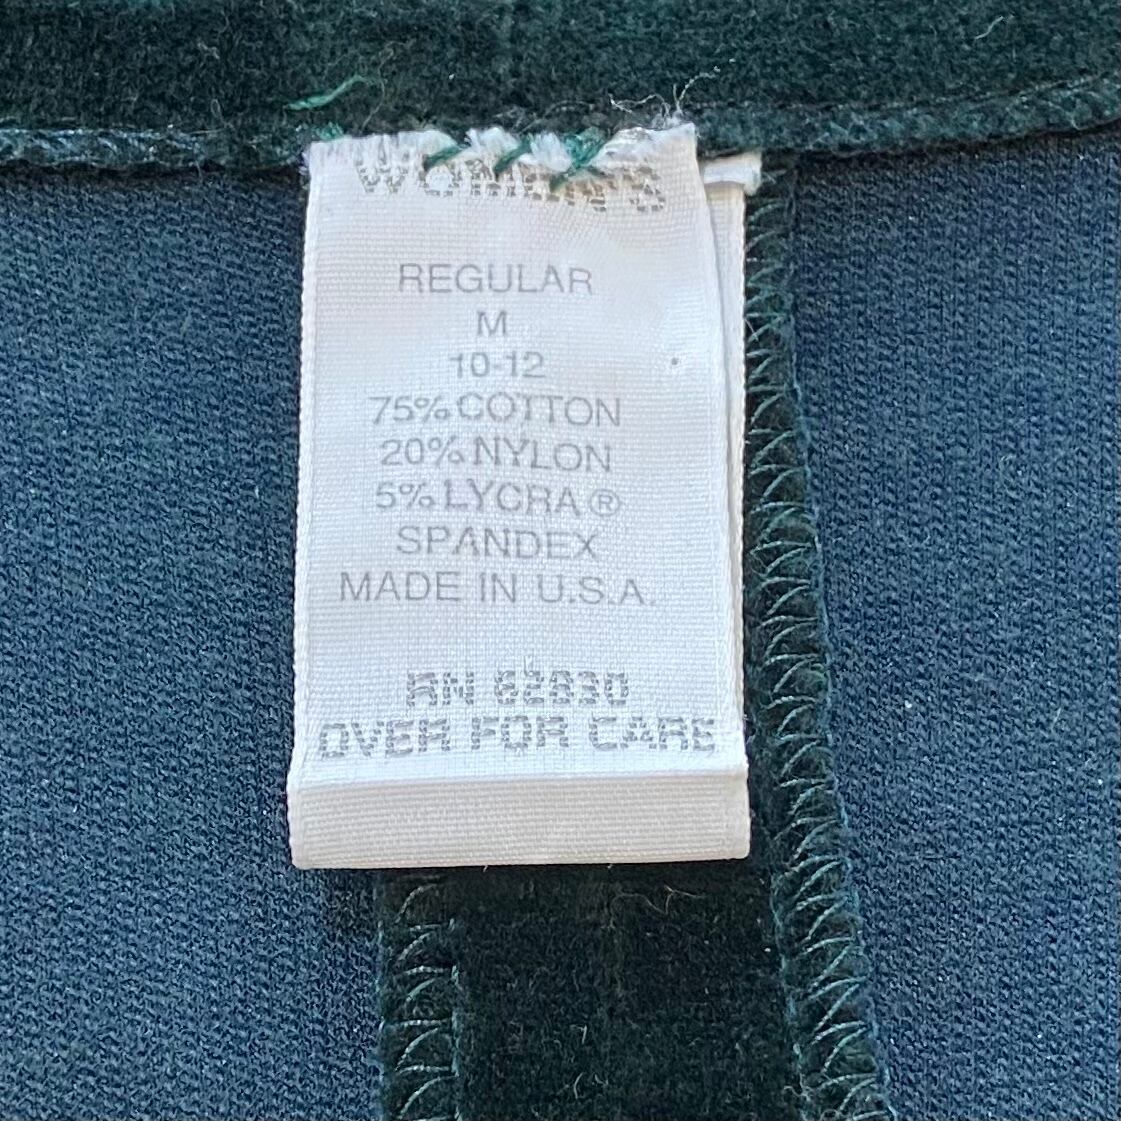 WOMEN'S
REGULAR
M
10-12
75% COTTON
20% NYLON
5% LYCRA®
SPANDEX
MADE IN U.S.A.
RN 62830
OVER FOR CARE